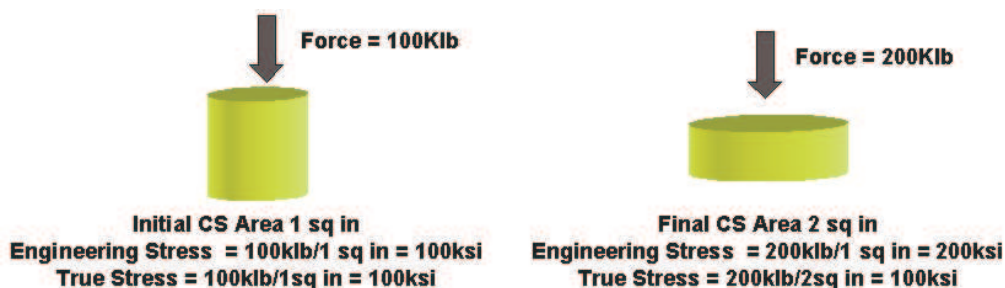 Force = 100Klb
Initial CS Area 1 sq in
Engineering Stress = 100klb/1 sq in = 100ksi
True Stress = 100klb/1sq in = 100ksi
Force = 200Klb
Final CS Area 2 sq in
Engineering Stress = 200klb/1 sq in = 200ksi
True Stress = 200klb/2sq in = 100ksi